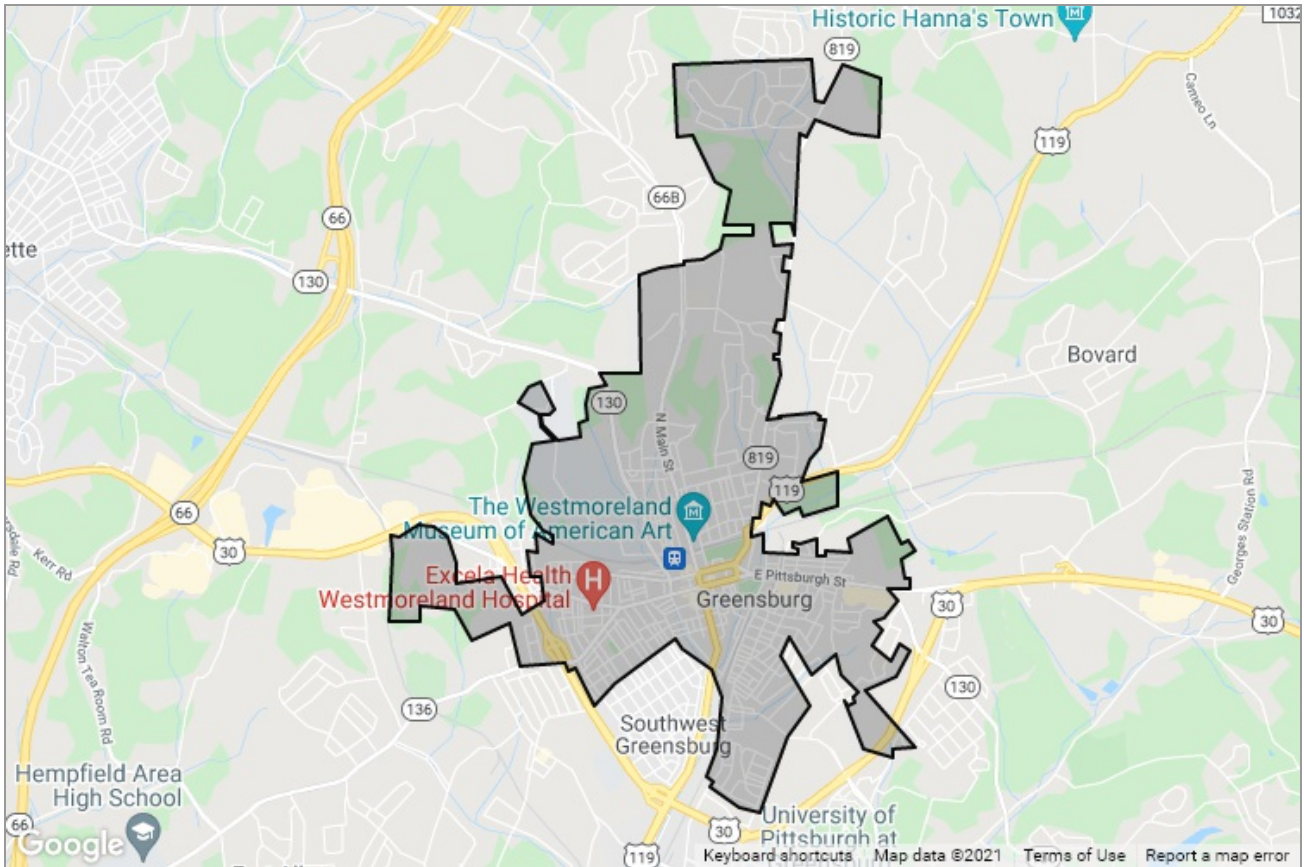 Historic Hanna's Town
1032
819
Cameo Ln
119
66B
66
ette
130
Bovard
130
N Main St
819
119
The Westmoreland
Museum of American Art
66
30
Kerr Rd
Georges Station Rd
Excela Health
Westmoreland Hospital
H
E Pittsburgh St
Greensburg
30
30
Walton Tea Room Rd
136
130
Southwest
Greensburg
Hempfield Area
High School
66
Google
119
30
University of
Pittsburgh at
Keyboard shortcuts
Map data ©2021
Terms of Use
Report a map error